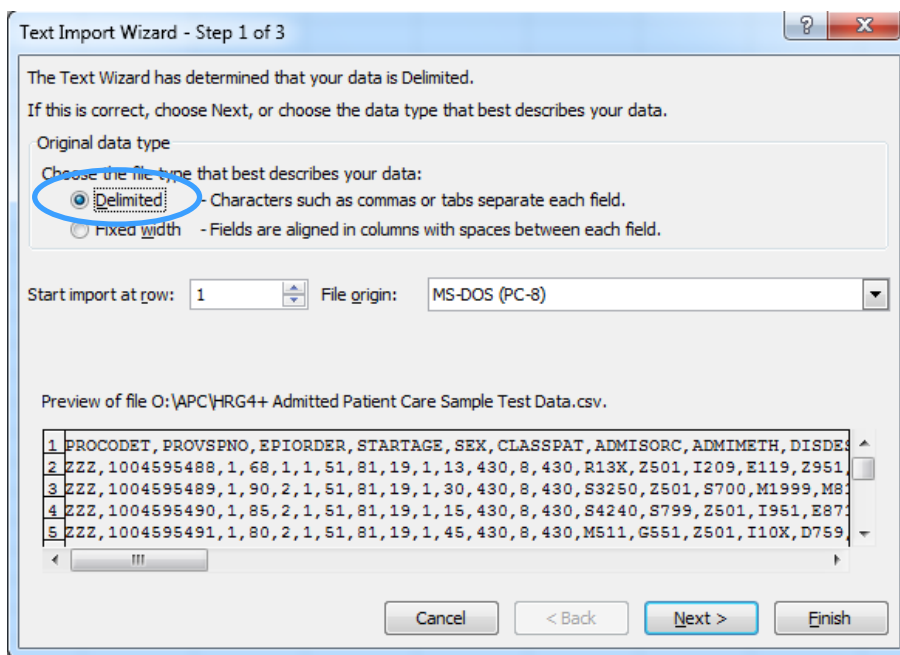 Text Import Wizard - Step 1 of 3
The Text Wizard has determined that your data is Delimited.
If this is correct, choose Next, or choose the data type that best describes your data.
Original data type
Choose the file type that best describes your data:
Delimited - Characters such as commas or tabs separate each field.
Fixed width - Fields are aligned in columns with spaces between each field.
Start import at row: 1 File origin: MS-DOS (PC-8)
Preview of file O:\APC\HRG4+ Admitted Patient Care Sample Test Data.csv.
1 PROCODET,PROVSPNO,EPIORDER,STARTAGE,SEX,CLASSPAT,ADMISORC,ADMIMETH,DISDES
2 ZZZ,1004595488,1,68,1,1,51,81,19,1,13,430,8,430,R13X,Z501,I209,E119,Z951,
3 ZZZ,1004595489,1,90,2,1,51,81,19,1,30,430,8,430,S3250,Z501,S700,M1999,M81
4 ZZZ,1004595490,1,85,2,1,51,81,19,1,15,430,8,430,S4240,S799,Z501,I951,E871
5 ZZZ,1004595491,1,80,2,1,51,81,19,1,45,430,8,430,M511,G551,Z501,I10X,D759,
Cancel < Back Next > Finish